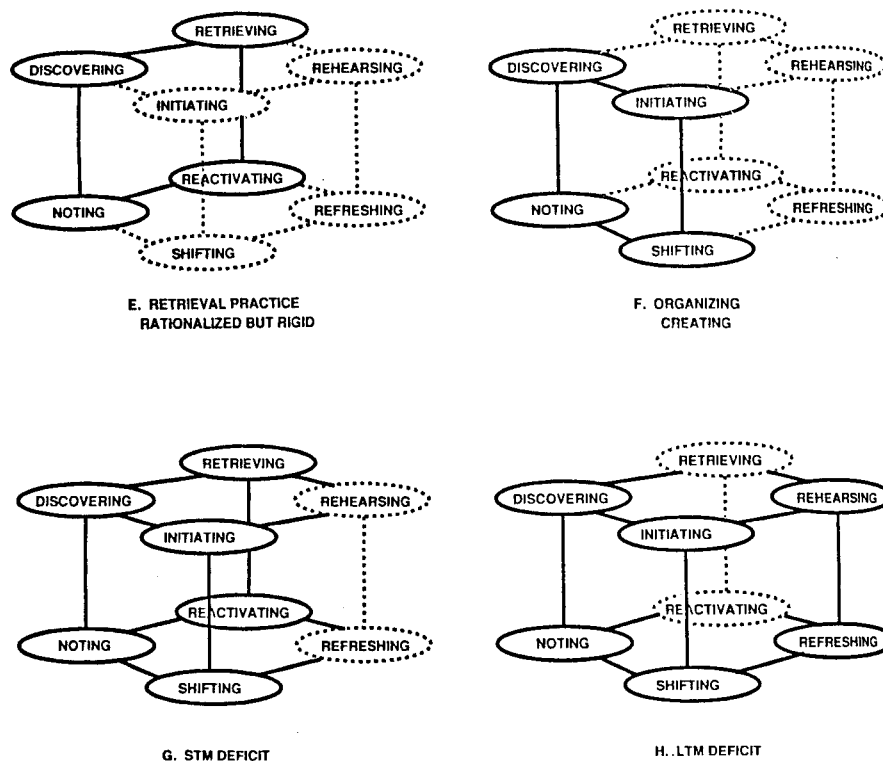 RETRIEVING
DISCOVERING
REHEARSING
INITIATING
REACTIVATING
NOTING
REFRESHING
SHIFTING
E. RETRIEVAL PRACTICE
RATIONALIZED BUT RIGID
RETRIEVING
DISCOVERING
REHEARSING
INITIATING
REACTIVATING
NOTING
REFRESHING
SHIFTING
F. ORGANIZING
CREATING
RETRIEVING
DISCOVERING
REHEARSING
INITIATING
REACTIVATING
NOTING
REFRESHING
SHIFTING
G. STM DEFICIT
RETRIEVING
DISCOVERING
REHEARSING
INITIATING
REACTIVATING
NOTING
REFRESHING
SHIFTING
H. .LTM DEFICIT